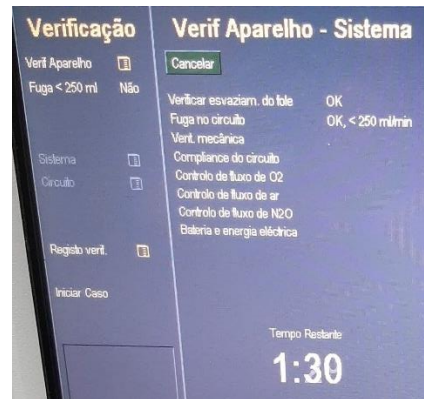 Verificação
Verif Aparelho
Fuga < 250 ml Não
Sistema
Circuito
Registo verif.
Iniciar Caso
Verif Aparelho - Sistema
Cancelar
Verificar esvaziam. do fole OK
Fuga no circuito OK, < 250 ml/min
Vent. mecânica
Compliance do circuito
Controlo de fluxo de O2
Controlo de fluxo de ar
Controlo de fluxo de N2O
Bateria e energia eléctrica
Tempo Restante
1:30